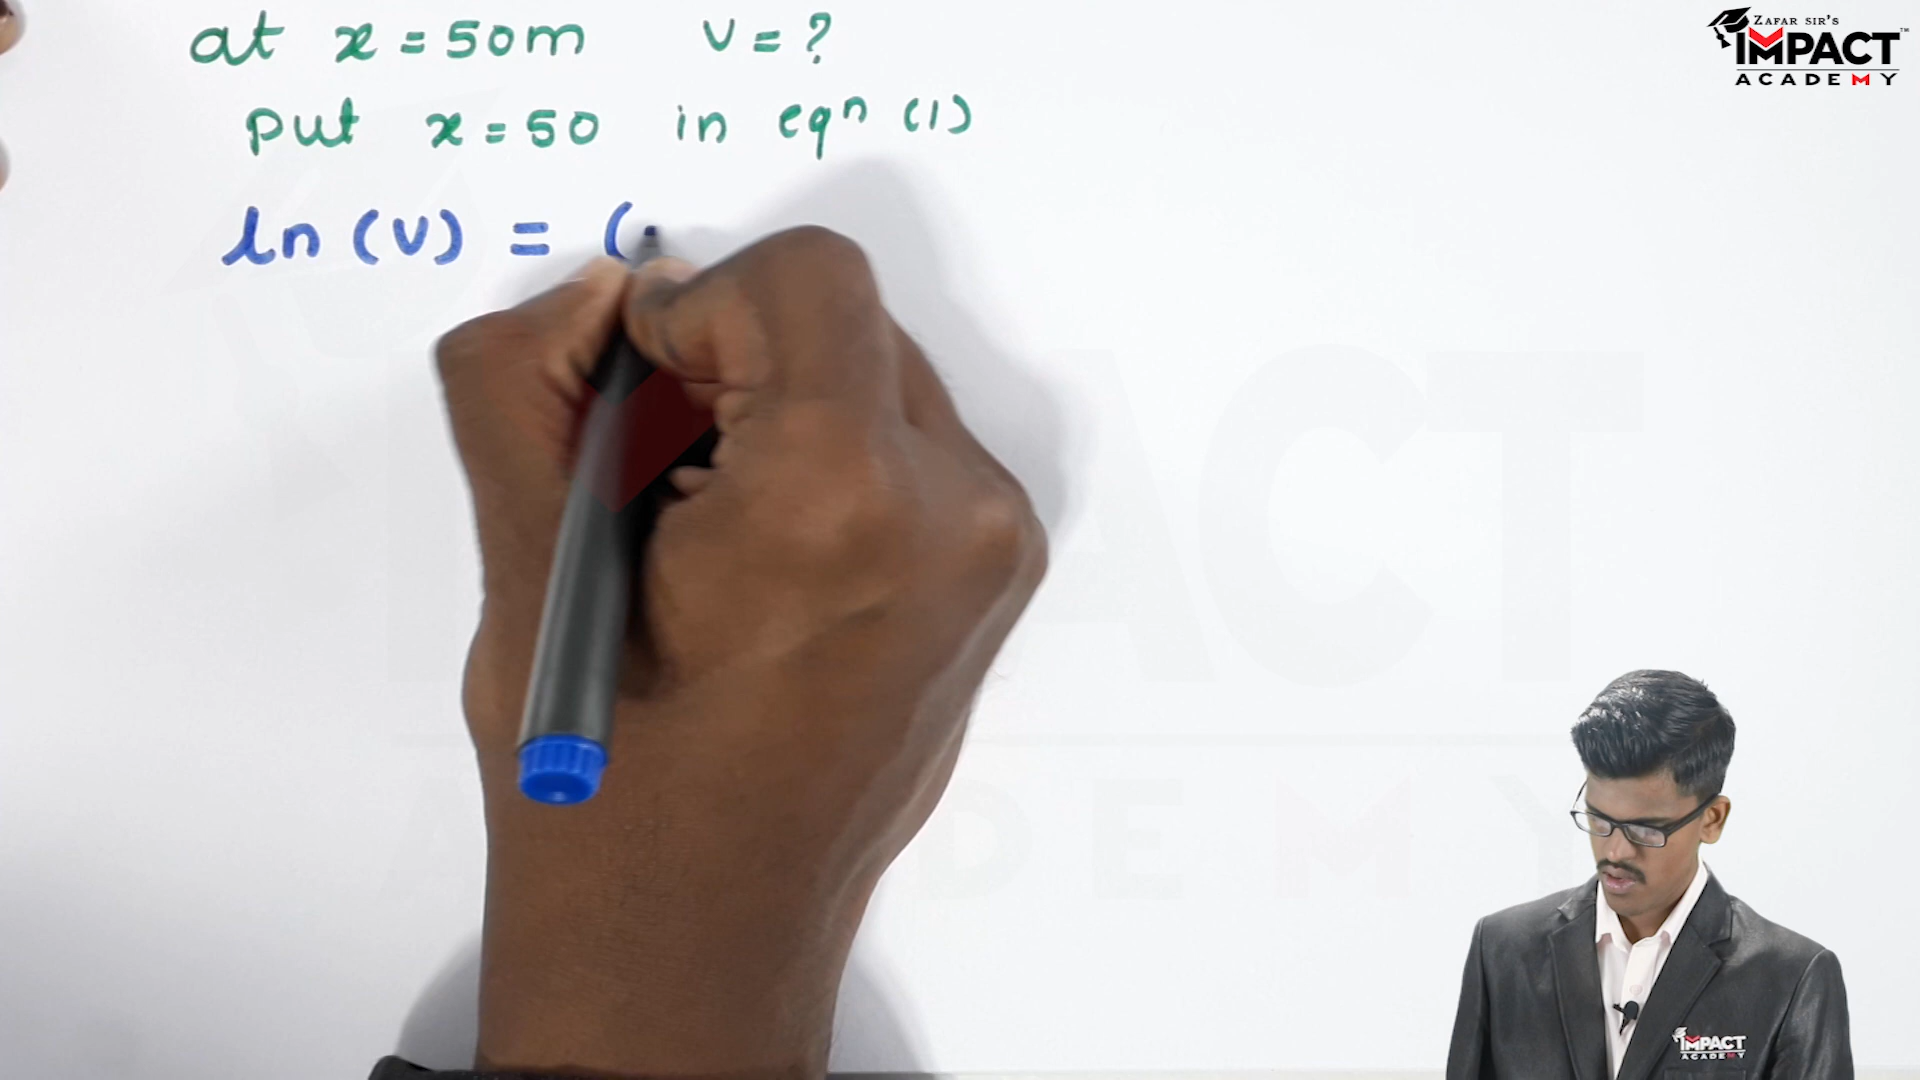 at x = 50m v = ?
put x = 50 in eqn (1)
ln (v) = (
ZAFAR SIR'S
IMPACT
ACADEMY
IMPACT
ACADEMY